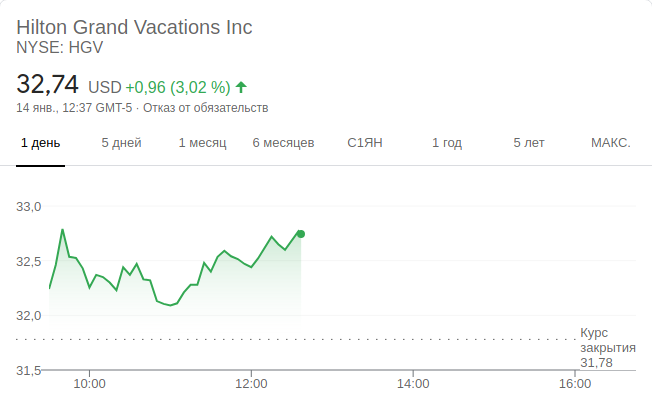 Hilton Grand Vacations Inc
NYSE: HGV
32,74 USD +0,96 (3,02 %)
14 янв., 12:37 GMT-5 · Отказ от обязательств
1 день 5 дней 1 месяц 6 месяцев С1ЯН 1 год 5 лет МАКС.
33,0
32,5
32,0
Курс
закрытия
31,78
31,5
10:00 12:00 14:00 16:00